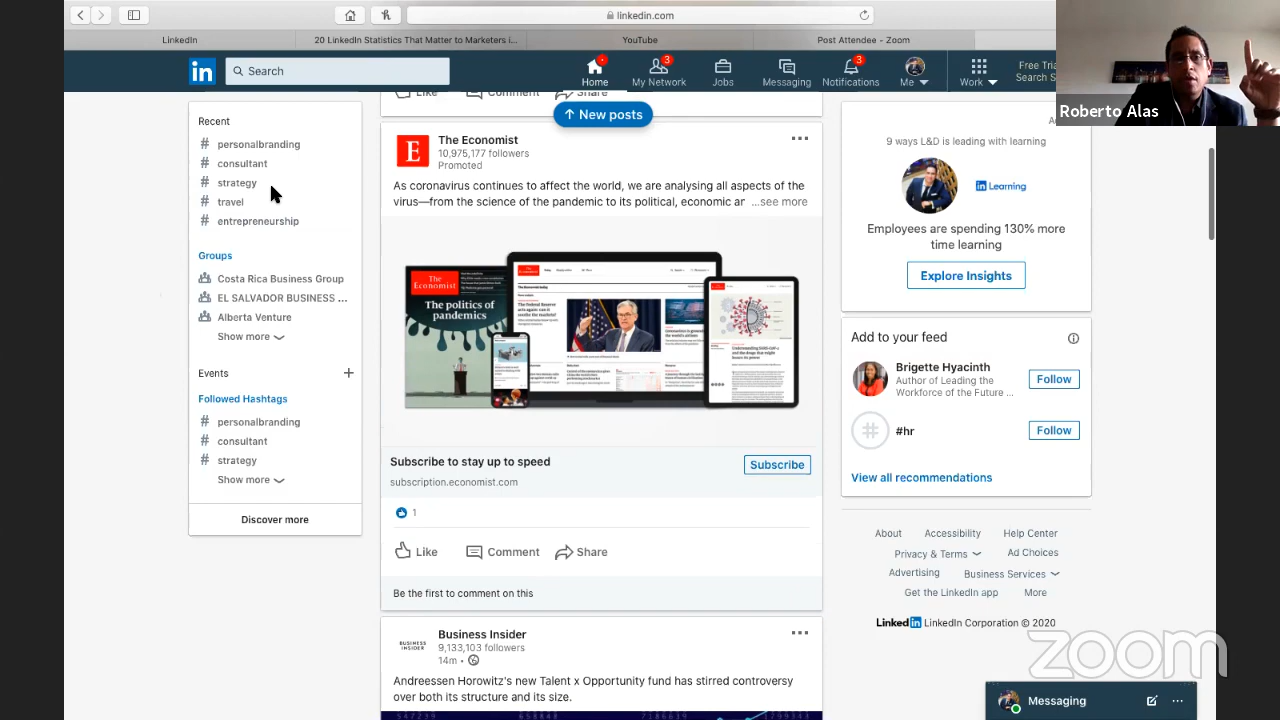 linkedin.com
LinkedIn
20 LinkedIn Statistics That Matter to Marketers i...
YouTube
Post Attendee - Zoom
in
Search
Home
My Network
3
Jobs
Messaging
Notifications
3
Me
Work
Free Tria
Search S
Roberto Alas
Recent
# personalbranding
# consultant
# strategy
# travel
# entrepreneurship
Groups
Costa Rica Business Group
EL SALVADOR BUSINESS ...
Alberta Venture
Show more
Events
Followed Hashtags
# personalbranding
# consultant
# strategy
Show more
Discover more
Like
Comment
Share
↑ New posts
E
The Economist
10,975,177 followers
Promoted
As coronavirus continues to affect the world, we are analysing all aspects of the
virus—from the science of the pandemic to its political, economic ar ...see more
The
Economist
The politics of
pandemics
Subscribe to stay up to speed
subscription.economist.com
Subscribe
1
Like
Comment
Share
Be the first to comment on this
BUSINESS
INSIDER
Business Insider
9,133,103 followers
14m •
Andreessen Horowitz's new Talent x Opportunity fund has stirred controversy
over both its structure and its size.
9 ways L&D is leading with learning
in Learning
Employees are spending 130% more
time learning
Explore Insights
Add to your feed
Brigette Hyacinth
Author of Leading the
Workforce of the Future ...
Follow
#
#hr
Follow
View all recommendations
About
Accessibility
Help Center
Privacy & Terms
Ad Choices
Advertising
Business Services
Get the LinkedIn app
More
Linkedin LinkedIn Corporation © 2020
zoom
Messaging